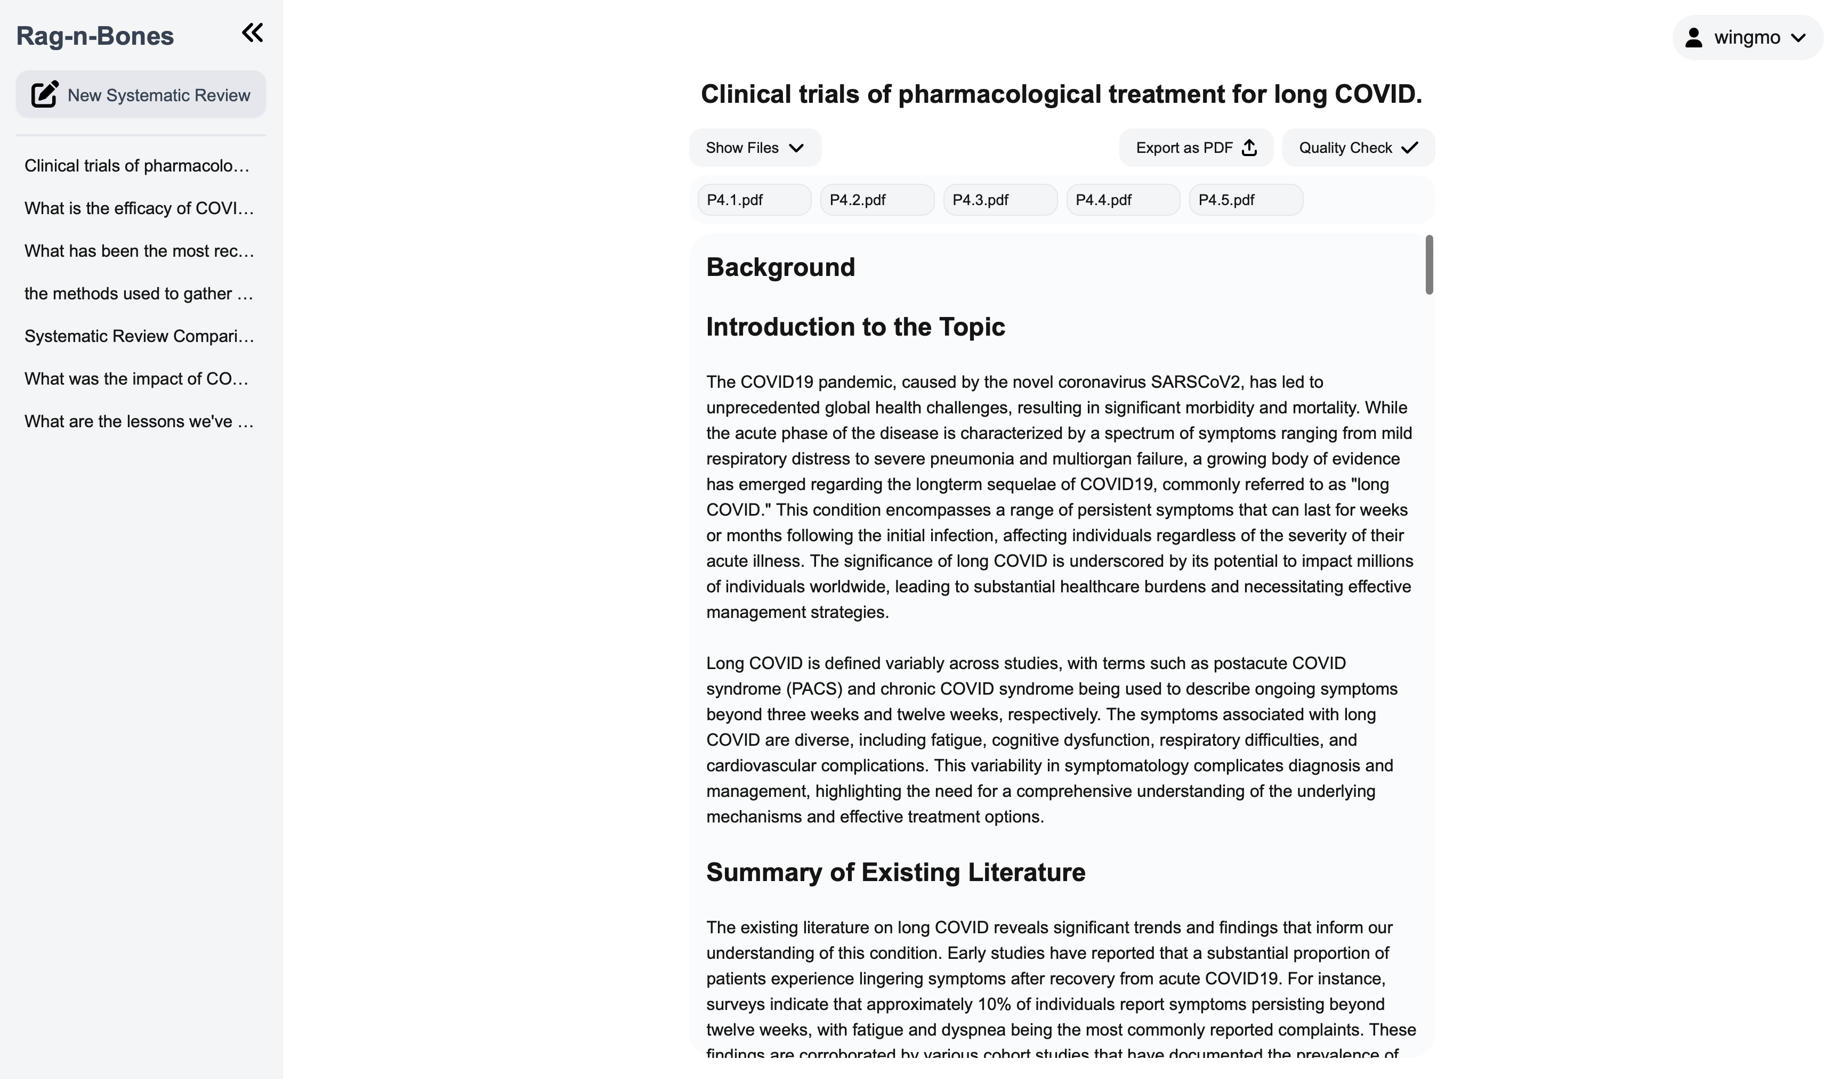 Rag-n-Bones
New Systematic Review
Clinical trials of pharmacolo...
What is the efficacy of COVI...
What has been the most rec...
the methods used to gather ...
Systematic Review Compari...
What was the impact of CO...
What are the lessons we've ...
wingmo
Clinical trials of pharmacological treatment for long COVID.
Show Files
Export as PDF
Quality Check
P4.1.pdf
P4.2.pdf
P4.3.pdf
P4.4.pdf
P4.5.pdf
Background
Introduction to the Topic
The COVID19 pandemic, caused by the novel coronavirus SARSCoV2, has led to
unprecedented global health challenges, resulting in significant morbidity and mortality. While
the acute phase of the disease is characterized by a spectrum of symptoms ranging from mild
respiratory distress to severe pneumonia and multiorgan failure, a growing body of evidence
has emerged regarding the longterm sequelae of COVID19, commonly referred to as "long
COVID." This condition encompasses a range of persistent symptoms that can last for weeks
or months following the initial infection, affecting individuals regardless of the severity of their
acute illness. The significance of long COVID is underscored by its potential to impact millions
of individuals worldwide, leading to substantial healthcare burdens and necessitating effective
management strategies.
Long COVID is defined variably across studies, with terms such as postacute COVID
syndrome (PACS) and chronic COVID syndrome being used to describe ongoing symptoms
beyond three weeks and twelve weeks, respectively. The symptoms associated with long
COVID are diverse, including fatigue, cognitive dysfunction, respiratory difficulties, and
cardiovascular complications. This variability in symptomatology complicates diagnosis and
management, highlighting the need for a comprehensive understanding of the underlying
mechanisms and effective treatment options.
Summary of Existing Literature
The existing literature on long COVID reveals significant trends and findings that inform our
understanding of this condition. Early studies have reported that a substantial proportion of
patients experience lingering symptoms after recovery from acute COVID19. For instance,
surveys indicate that approximately 10% of individuals report symptoms persisting beyond
twelve weeks, with fatigue and dyspnea being the most commonly reported complaints. These
findings are corroborated by various cohort studies that have documented the prevalence of